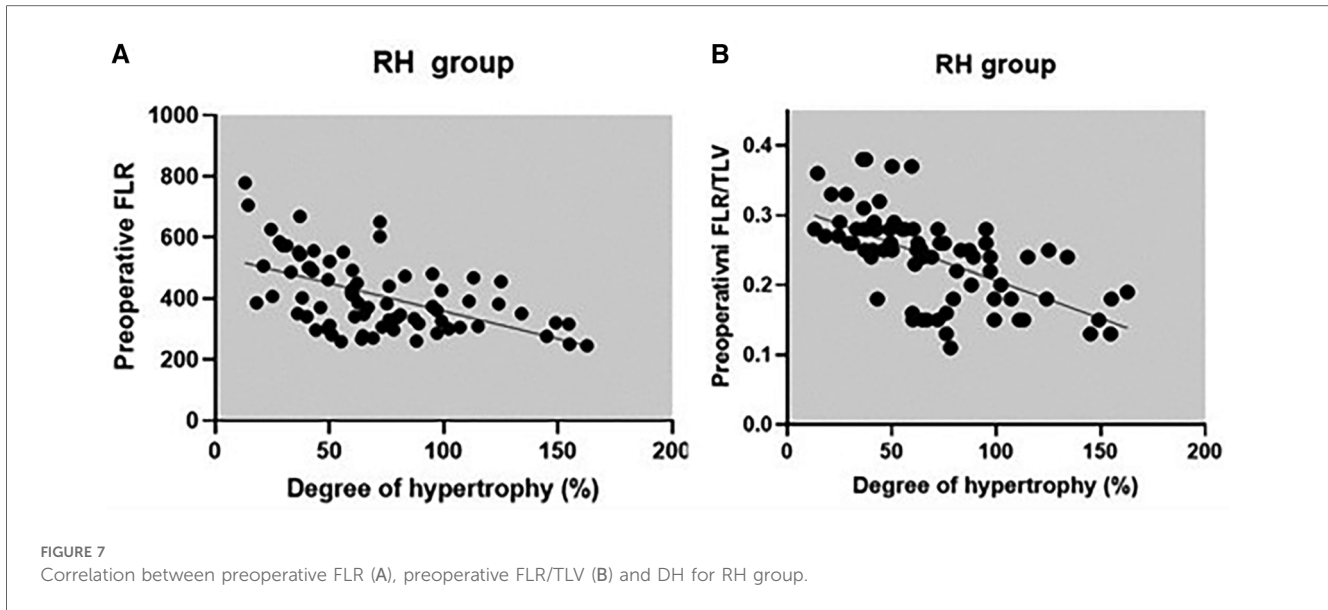 A
RH group
Preoperative FLR
1000
800
600
400
200
0
0 50 100 150 200
Degree of hypertrophy (%)
B
RH group
Preoperativni FLR/TLV
0.4
0.3
0.2
0.1
0.0
0 50 100 150 200
Degree of hypertrophy (%)
FIGURE 7
Correlation between preoperative FLR (A), preoperative FLR/TLV (B) and DH for RH group.